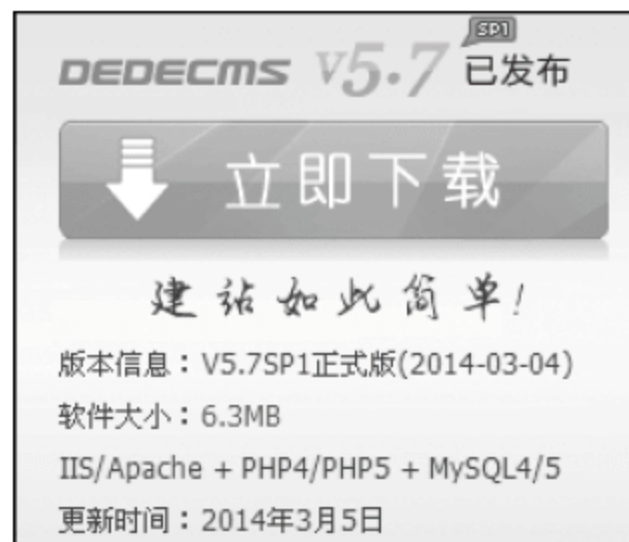 SP1
DEDECMS V5.7 已发布
立即下载
建站如此简单!
版本信息：V5.7SP1正式版(2014-03-04)
软件大小：6.3MB
IIS/Apache + PHP4/PHP5 + MySQL4/5
更新时间：2014年3月5日